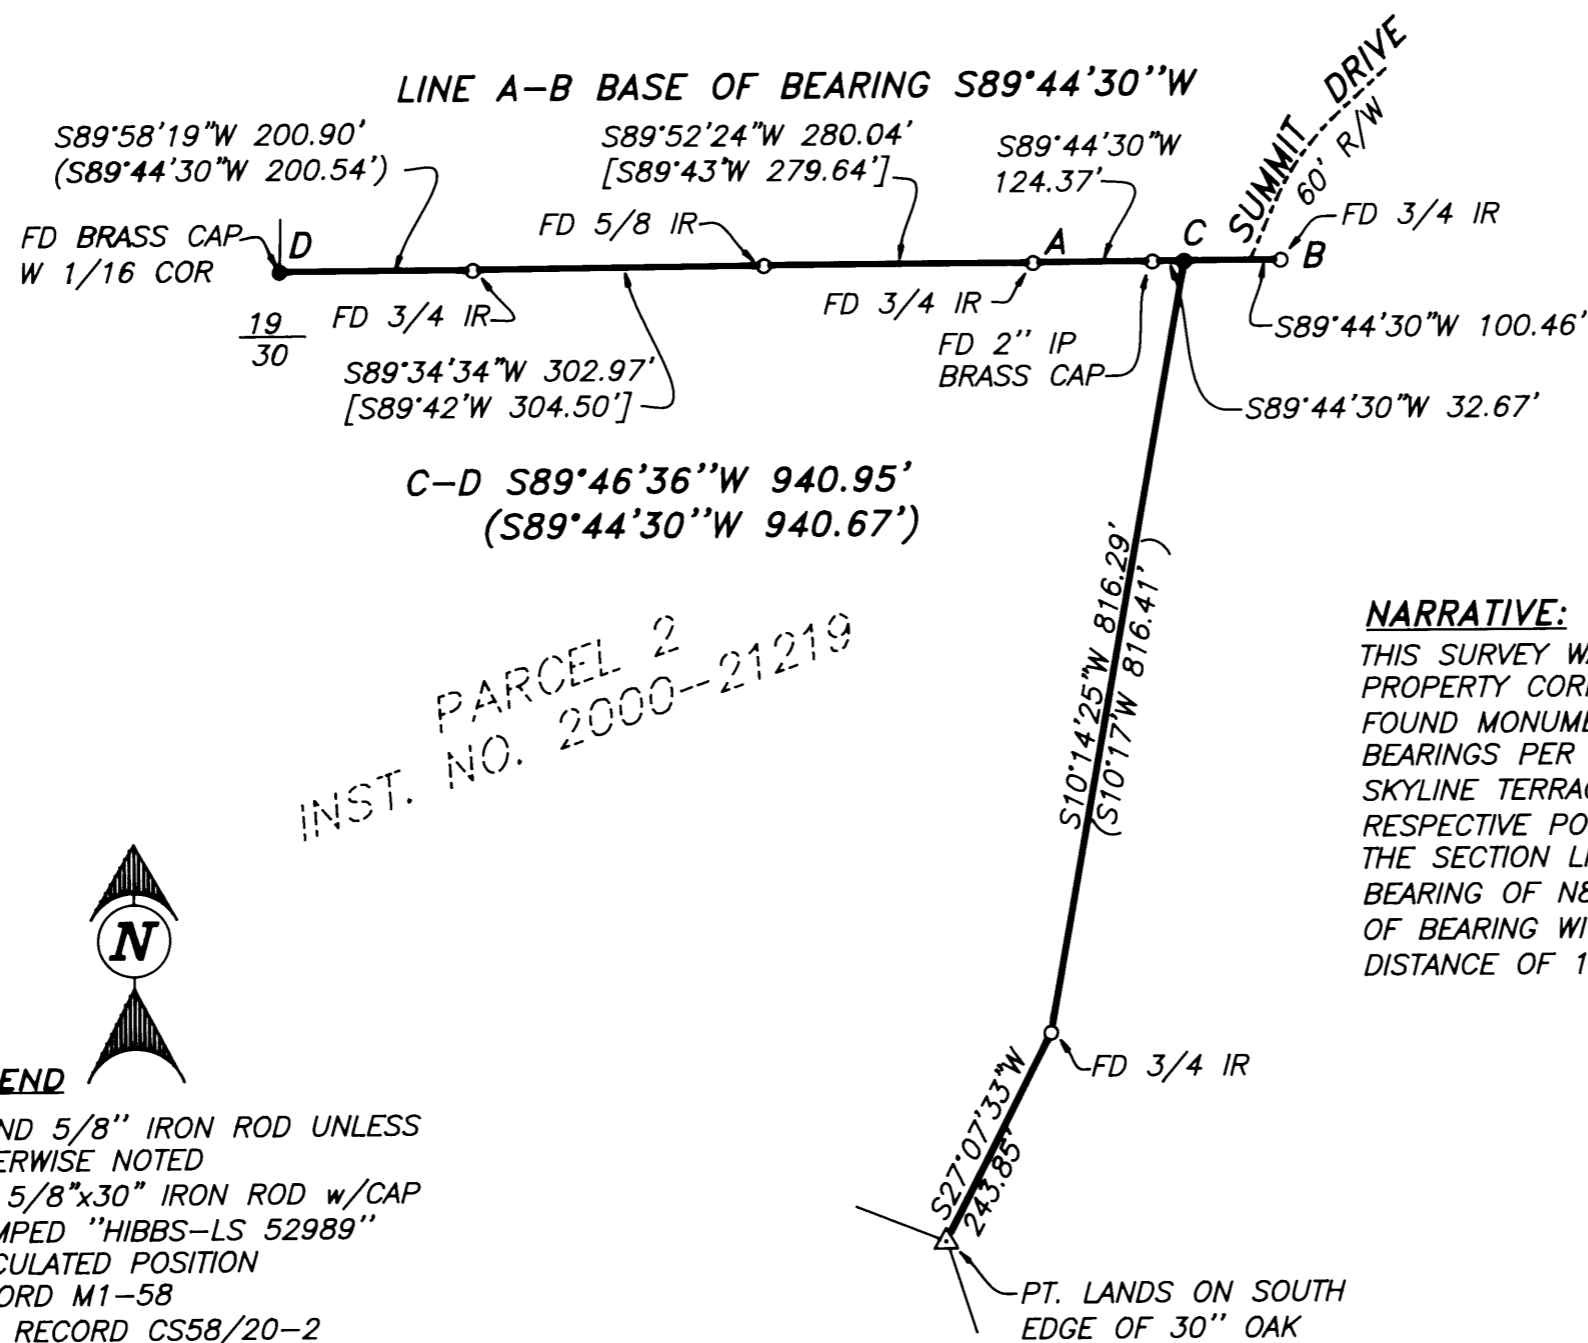 LINE A-B BASE OF BEARING S89°44'30''W
SUMMIT DRIVE
60' R/W
S89°58'19"W 200.90'
(S89°44'30"W 200.54')
S89°52'24"W 280.04'
[S89°43'W 279.64']
S89°44'30"W
124.37'
FD BRASS CAP
W 1/16 COR
D
FD 5/8 IR
A
C
B
FD 3/4 IR
19
30
FD 3/4 IR
FD 3/4 IR
FD 2'' IP
BRASS CAP
S89°44'30"W 100.46'
S89°34'34"W 302.97'
[S89°42'W 304.50']
S89°44'30"W 32.67'
C-D S89°46'36''W 940.95'
(S89°44'30''W 940.67')
S10°14'25"W 816.29'
(S10°17'W 816.41')
PARCEL 2
INST. NO. 2000-21219
NARRATIVE:
THIS SURVEY
PROPERTY
FOUND
BEARINGS PER
SKYLINE
RESPECTIVE
THE SECTION
BEARING OF
OF BEARING
DISTANCE OF
N
FD 3/4 IR
S27°07'33"W
243.85'
PT. LANDS ON SOUTH
EDGE OF 30'' OAK
END
ND 5/8'' IRON ROD UNLESS
ERWISE NOTED
5/8"x30" IRON ROD w/CAP
MPED ''HIBBS-LS 52989''
CULATED POSITION
ORD M1-58
RECORD CS58/20-2